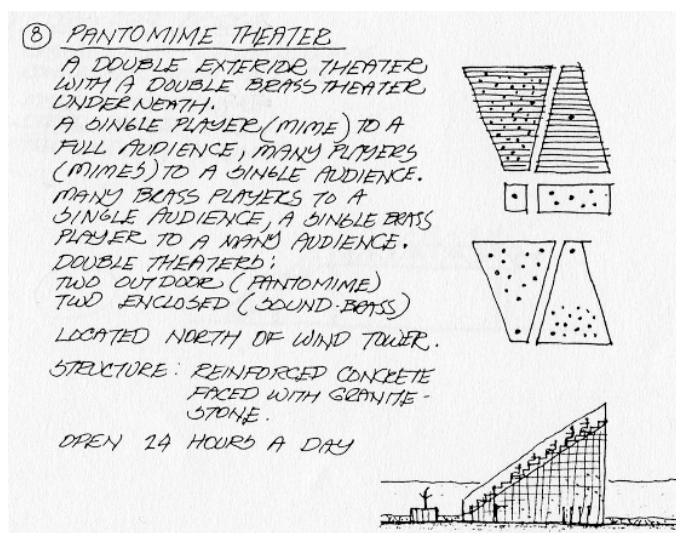 8 PANTOMIME THEATER
A DOUBLE EXTERIOR THEATER
WITH A DOUBLE BRASS THEATER
UNDERNEATH.
A SINGLE PLAYER (MIME) TO A
FULL AUDIENCE, MANY PLAYERS
(MIMES) TO A SINGLE AUDIENCE.
MANY BRASS PLAYERS TO A
SINGLE AUDIENCE, A SINGLE BRASS
PLAYER TO A MANY AUDIENCE.
DOUBLE THEATERS:
TWO OUTDOOR (PANTOMIME)
TWO ENCLOSED (SOUND-BRASS)
LOCATED NORTH OF WIND TOWER.
STRUCTURE: REINFORCED CONCRETE
FACED WITH GRANITE-
STONE.
OPEN 24 HOURS A DAY